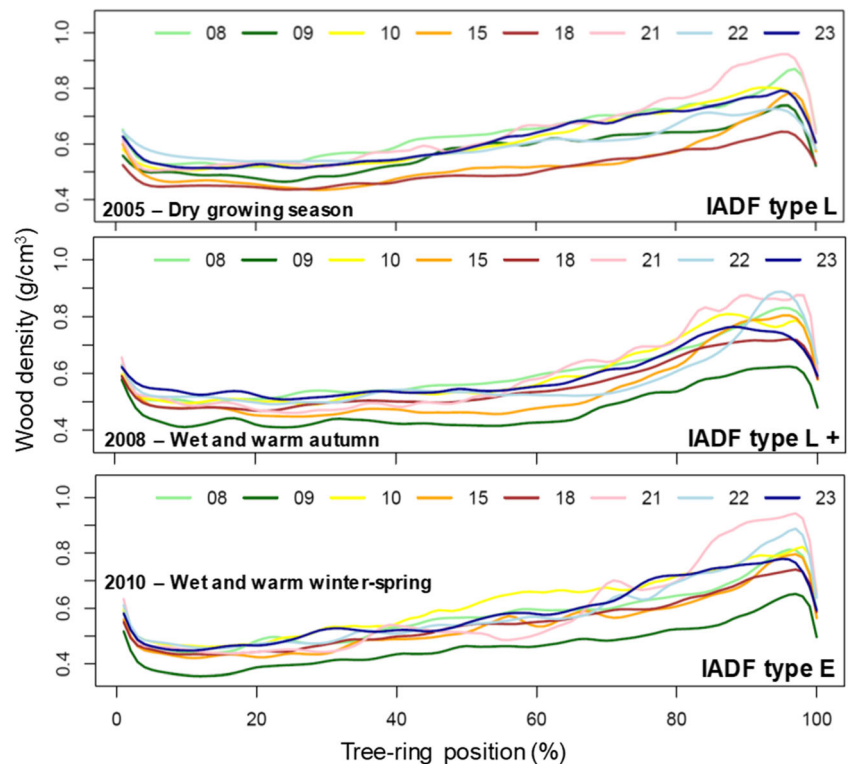 Wood density (g/cm³)
1.0
0.8
0.6
0.4
08 09 10 15 18 21 22 23
2005 – Dry growing season
IADF type L
1.0
0.8
0.6
0.4
08 09 10 15 18 21 22 23
2008 – Wet and warm autumn
IADF type L +
1.0
0.8
0.6
0.4
08 09 10 15 18 21 22 23
2010 – Wet and warm winter-spring
IADF type E
0 20 40 60 80 100
Tree-ring position (%)